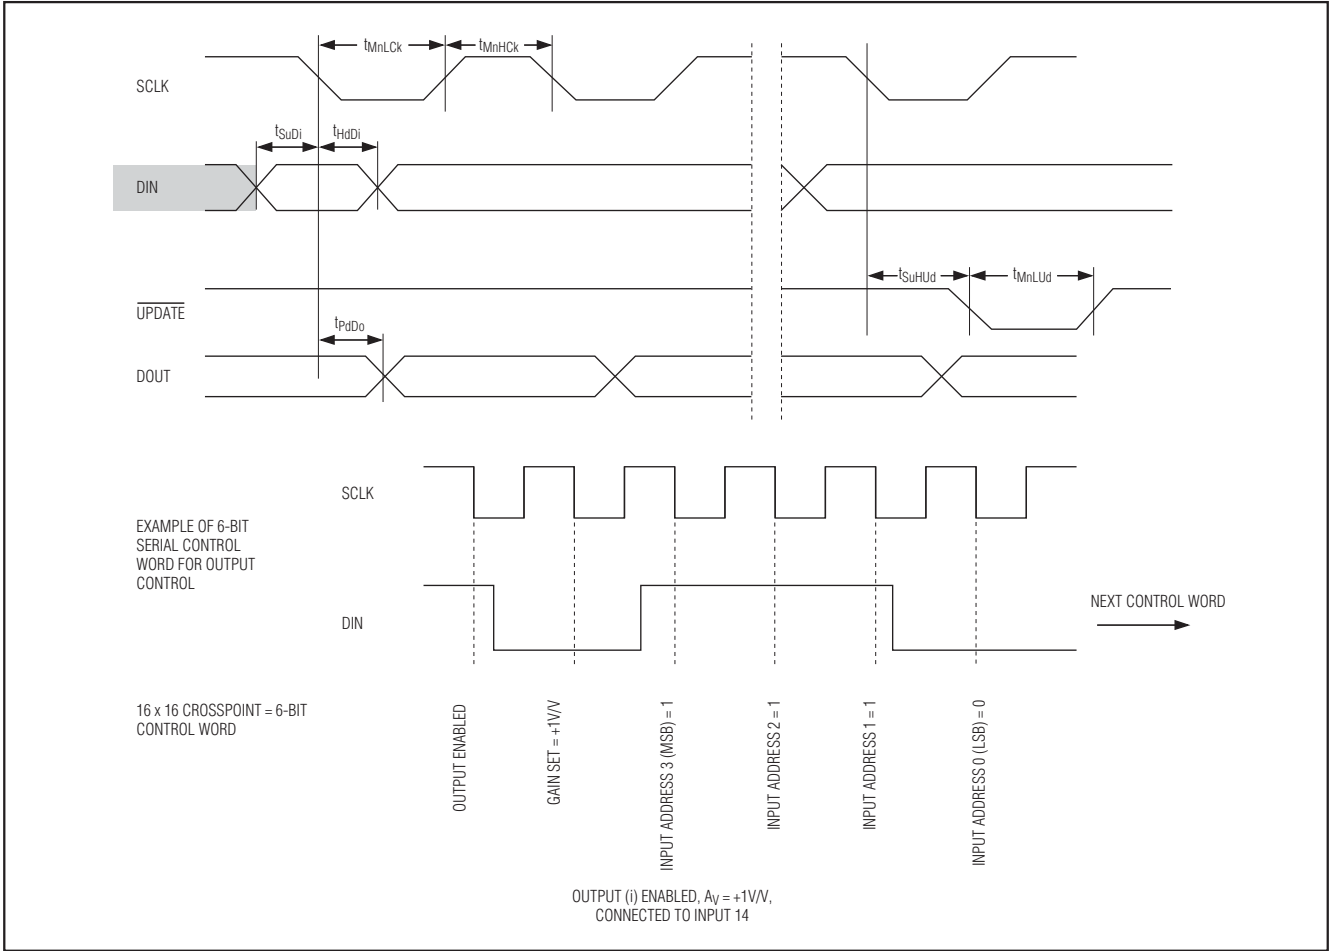 tMnLCk
tMnHCk
SCLK
tSuDi
tHdDi
DIN
tSuHUd
tMnLUd
UPDATE
tPdDo
DOUT
SCLK
EXAMPLE OF 6-BIT
SERIAL CONTROL
WORD FOR OUTPUT
CONTROL
DIN
NEXT CONTROL WORD
16 x 16 CROSSPOINT = 6-BIT
CONTROL WORD
OUTPUT ENABLED
GAIN SET = +1V/V
INPUT ADDRESS 3 (MSB) = 1
INPUT ADDRESS 2 = 1
INPUT ADDRESS 1 = 1
INPUT ADDRESS 0 (LSB) = 0
OUTPUT (i) ENABLED, AV = +1V/V,
CONNECTED TO INPUT 14